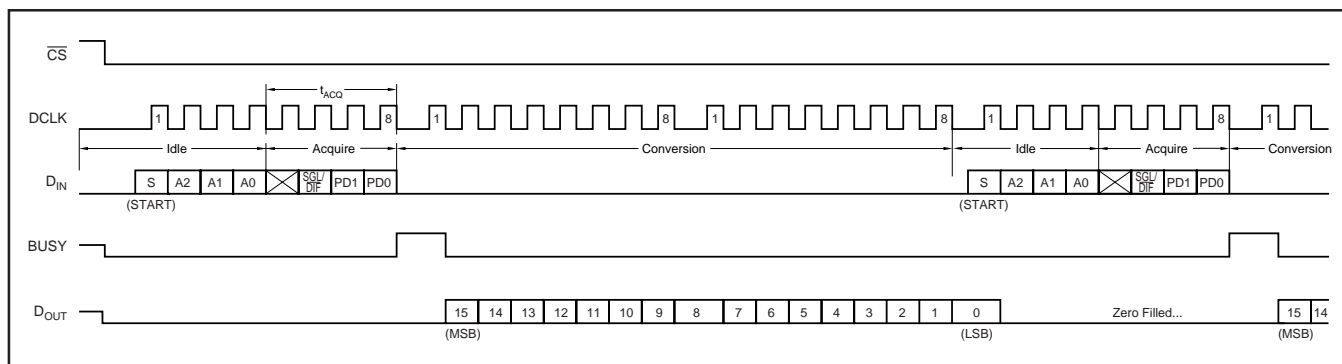 CS
tACQ
DCLK 1 8 1 8 1 8 1 8 1
Idle Acquire Conversion Idle Acquire Conversion
DIN S A2 A1 A0 SGL/DIF PD1 PD0 S A2 A1 A0 SGL/DIF PD1 PD0
(START) (START)
BUSY
DOUT 15 14 13 12 11 10 9 8 7 6 5 4 3 2 1 0 Zero Filled... 15 14
(MSB) (LSB) (MSB)